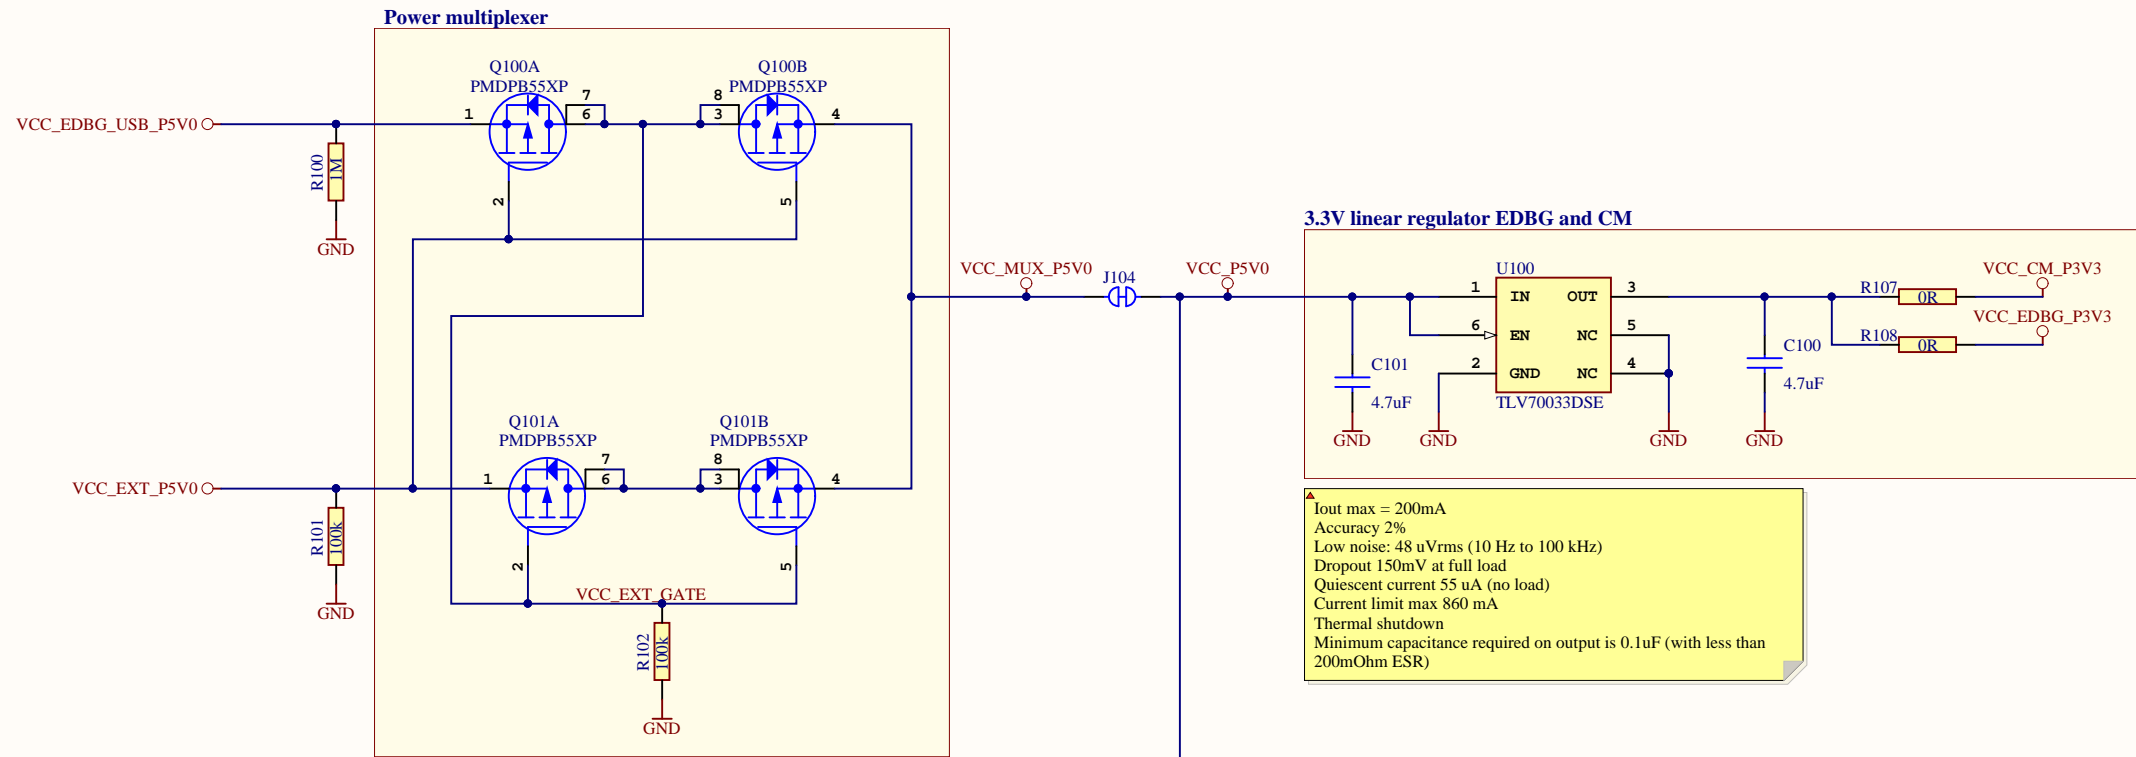 Power multiplexer
Q100A
PMDPB55XP
Q100B
PMDPB55XP
VCC_EDBG_USB_P5V0
1
7
6
8
3
4
2
5
R100
1M
GND
3.3V linear regulator EDBG and CM
VCC_MUX_P5V0
J104
VCC_P5V0
U100
1
IN
OUT
3
6
EN
NC
5
2
GND
NC
4
TLV70033DSE
C101
4.7uF
GND
GND
GND
GND
C100
4.7uF
R107
0R
VCC_CM_P3V3
R108
0R
VCC_EDBG_P3V3
Q101A
PMDPB55XP
Q101B
PMDPB55XP
VCC_EXT_P5V0
1
7
6
8
3
4
2
5
R101
100k
GND
VCC_EXT_GATE
R102
100k
GND
Iout max = 200mA
Accuracy 2%
Low noise: 48 uVrms (10 Hz to 100 kHz)
Dropout 150mV at full load
Quiescent current 55 uA (no load)
Current limit max 860 mA
Thermal shutdown
Minimum capacitance required on output is 0.1uF (with less than
200mOhm ESR)